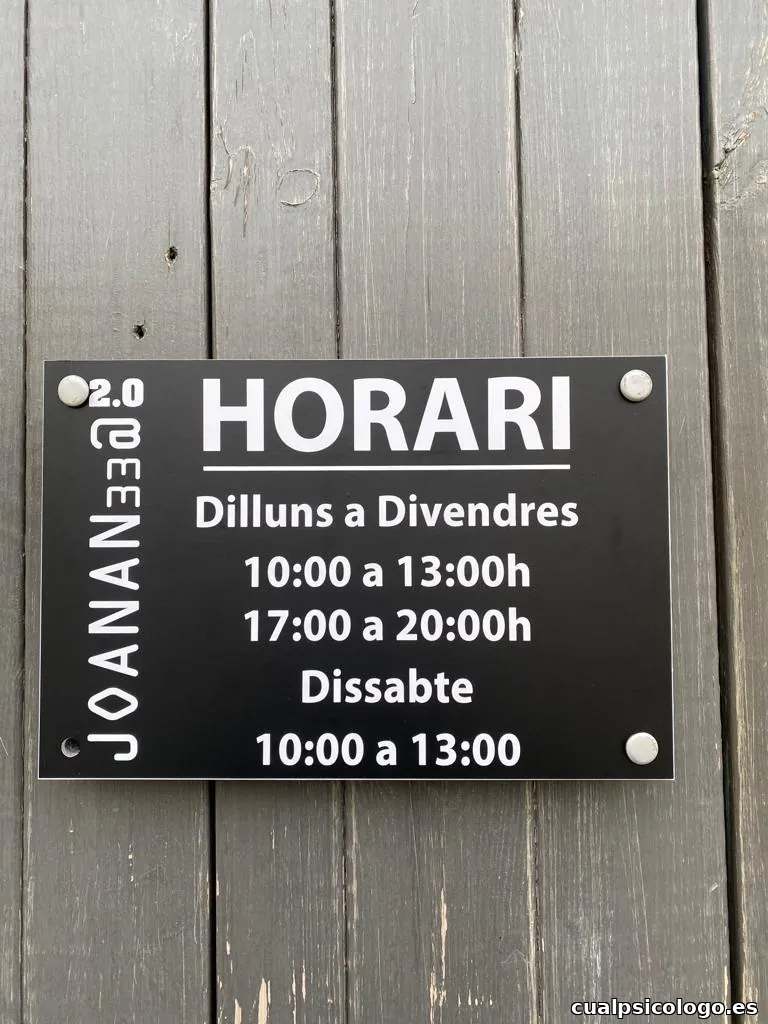 JOANAN33@ 2.0
HORARI
Dilluns a Divendres
10:00 a 13:00h
17:00 a 20:00h
Dissabte
10:00 a 13:00
cualpsicologo.es